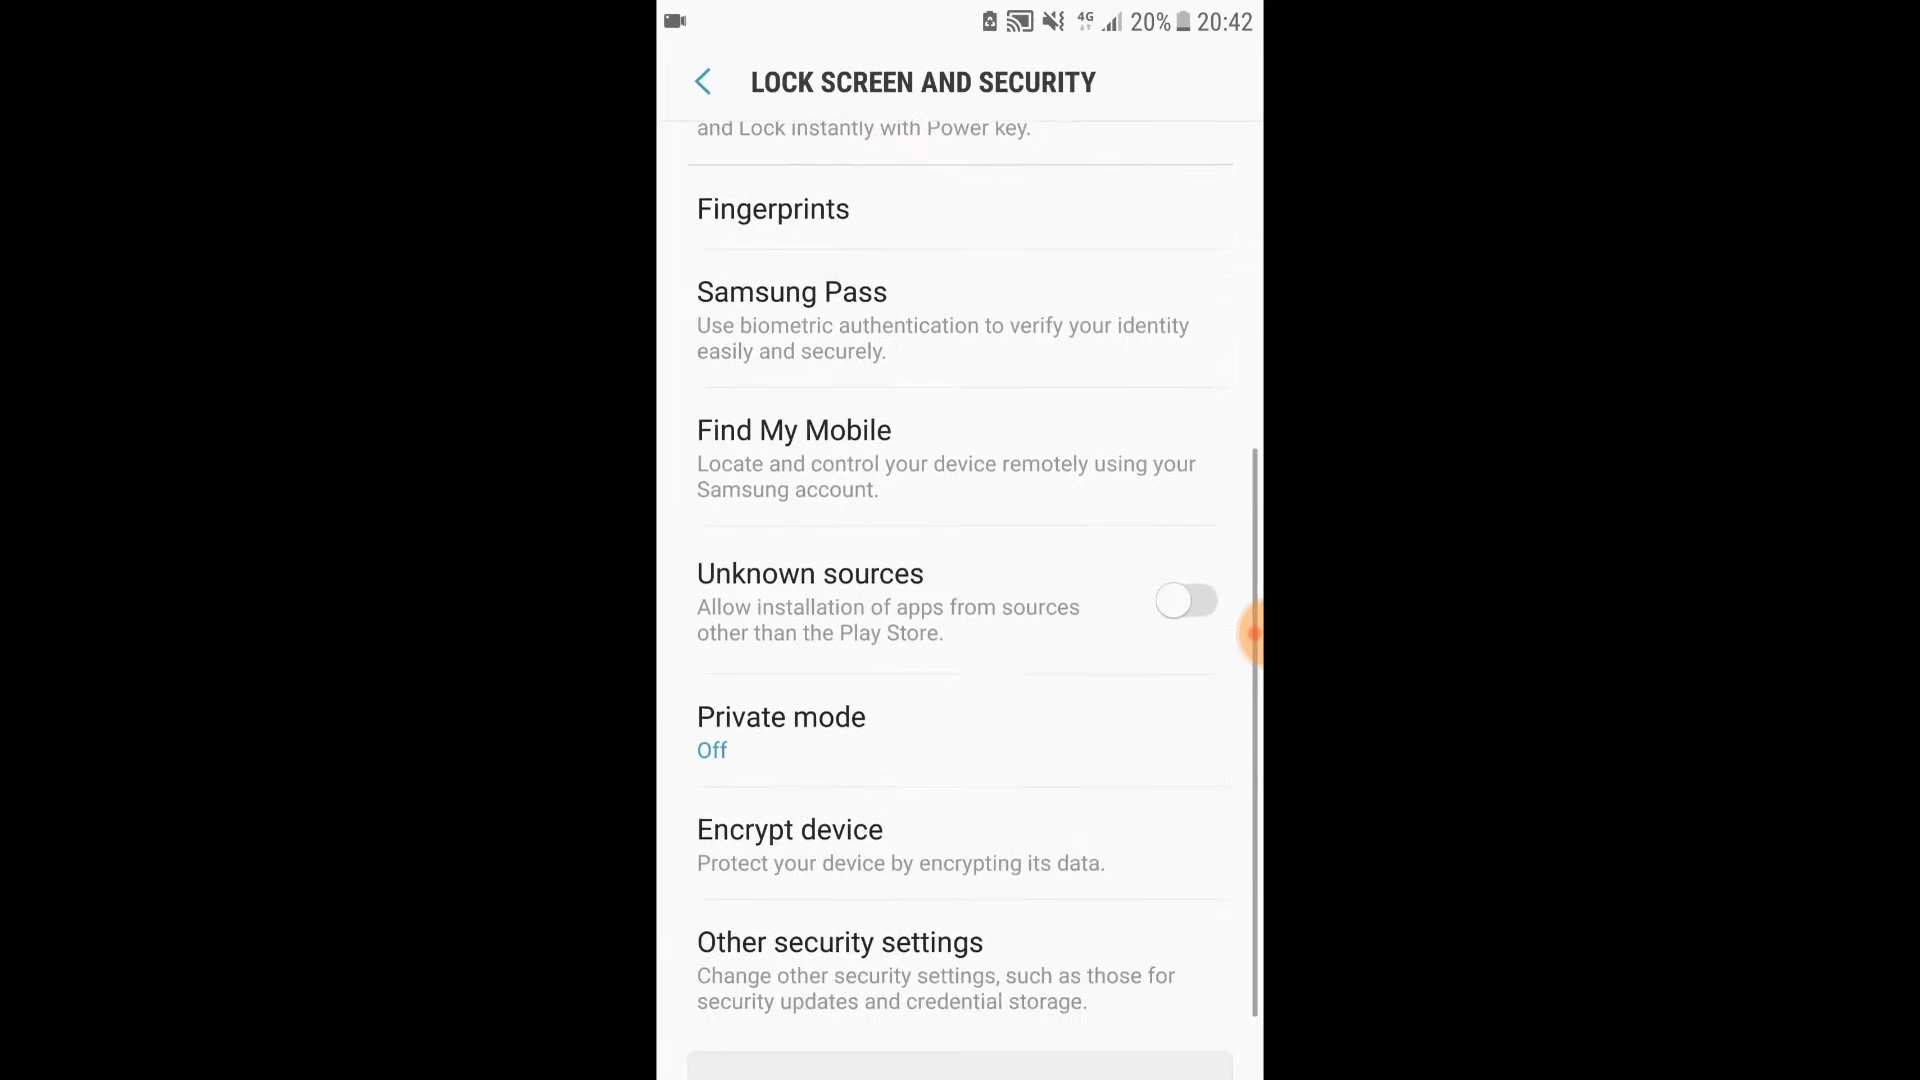 4G 20% 20:42
LOCK SCREEN AND SECURITY
and Lock instantly with Power key.
Fingerprints
Samsung Pass
Use biometric authentication to verify your identity
easily and securely.
Find My Mobile
Locate and control your device remotely using your
Samsung account.
Unknown sources
Allow installation of apps from sources
other than the Play Store.
Private mode
Off
Encrypt device
Protect your device by encrypting its data.
Other security settings
Change other security settings, such as those for
security updates and credential storage.